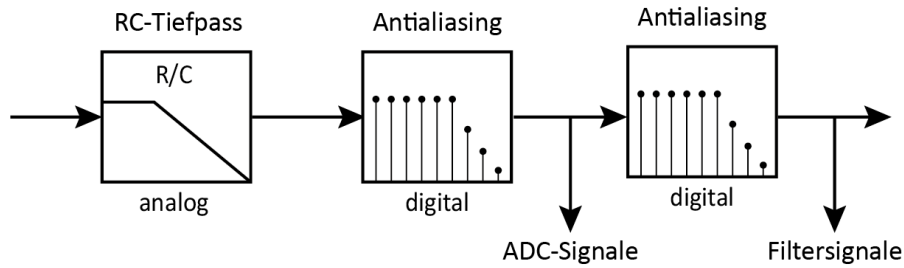 RC-Tiefpass
Antialiasing
Antialiasing
R/C
analog
digital
digital
ADC-Signale
Filtersignale